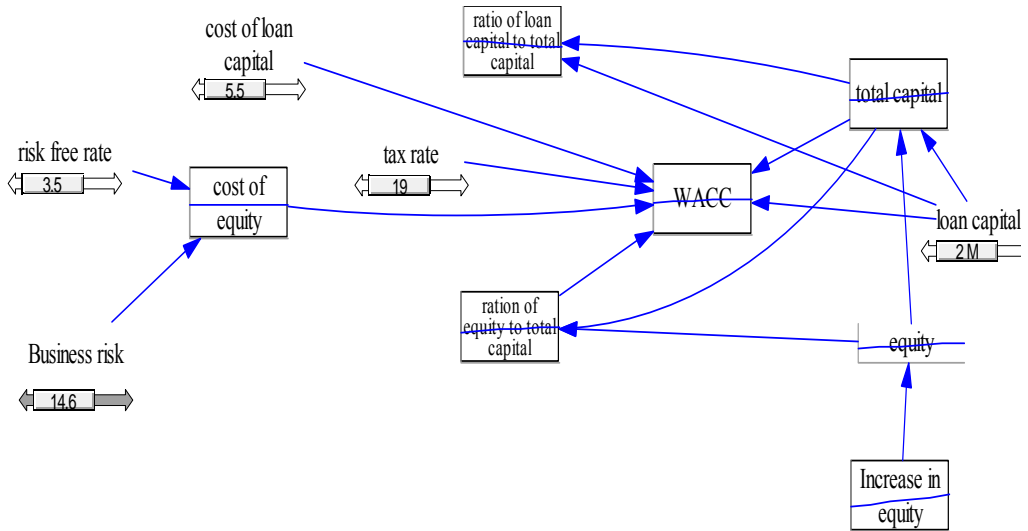 cost of loan
capital
5.5
ratio of loan
capital to total
capital
total capital
risk free rate
3.5
cost of
equity
tax rate
19
WACC
loan capital
2 M
ration of
equity to total
capital
equity
Business risk
14.6
Increase in
equity